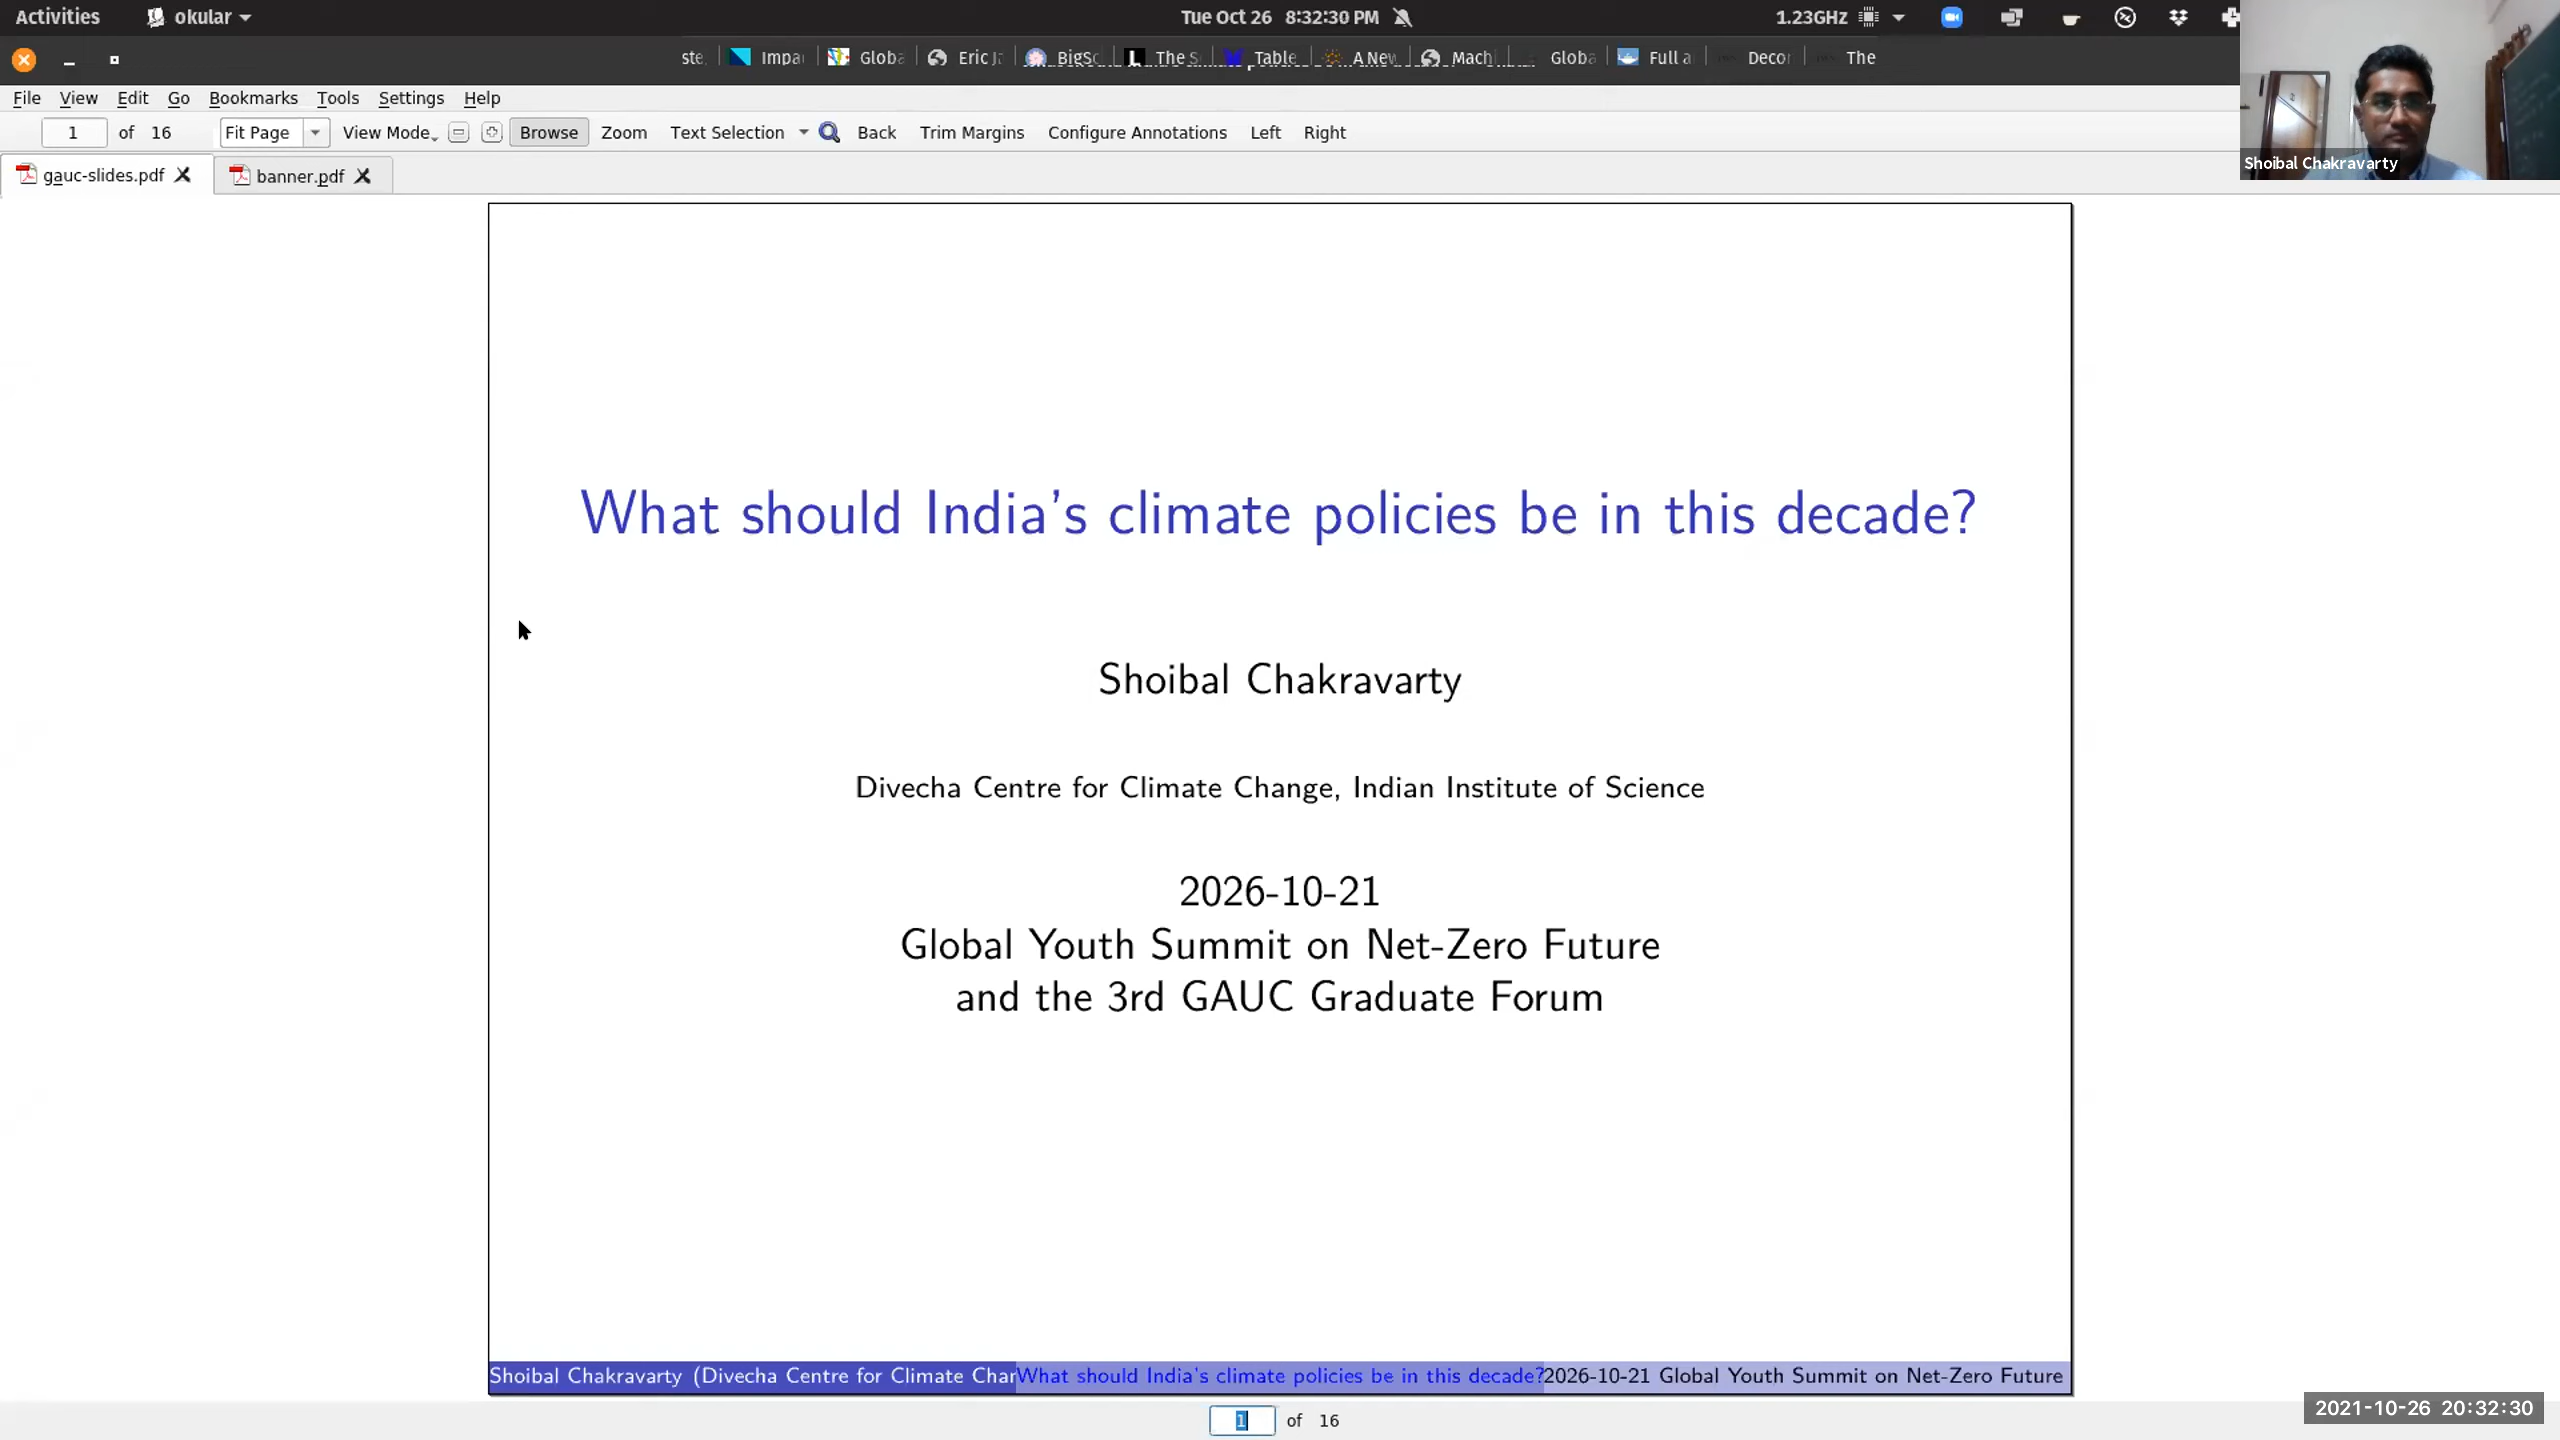 Activities okular Tue Oct 26 8:32:30 PM 1.23GHz
Impa Globa Eric BigSc The S Table A New Machi Globa Full a Decor The
File View Edit Go Bookmarks Tools Settings Help
1 of 16 Fit Page View Mode Browse Zoom Text Selection Back Trim Margins Configure Annotations Left Right
Shoibal Chakravarty
gauc-slides.pdf banner.pdf
What should India's climate policies be in this decade?
Shoibal Chakravarty
Divecha Centre for Climate Change, Indian Institute of Science
2026-10-21
Global Youth Summit on Net-Zero Future
and the 3rd GAUC Graduate Forum
Shoibal Chakravarty (Divecha Centre for Climate Char What should India's climate policies be in this decade? 2026-10-21 Global Youth Summit on Net-Zero Future
1 of 16
2021-10-26 20:32:30